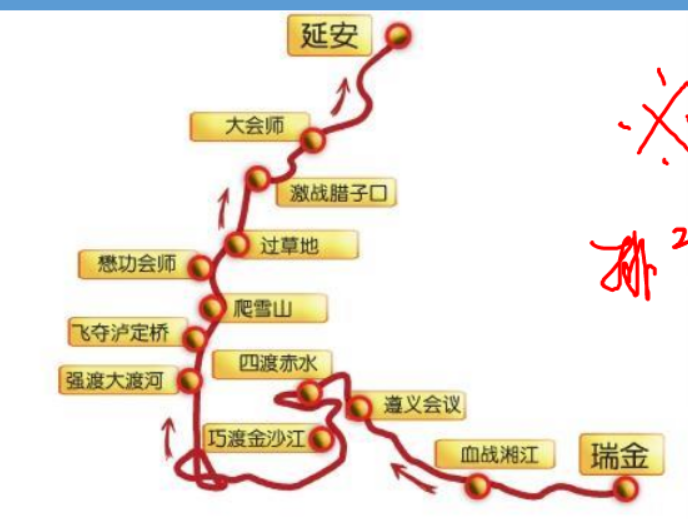 延安
大会师
激战腊子口
过草地
懋功会师
爬雪山
飞夺泸定桥
强渡大渡河
四渡赤水
遵义会议
巧渡金沙江
血战湘江
瑞金
※
排2